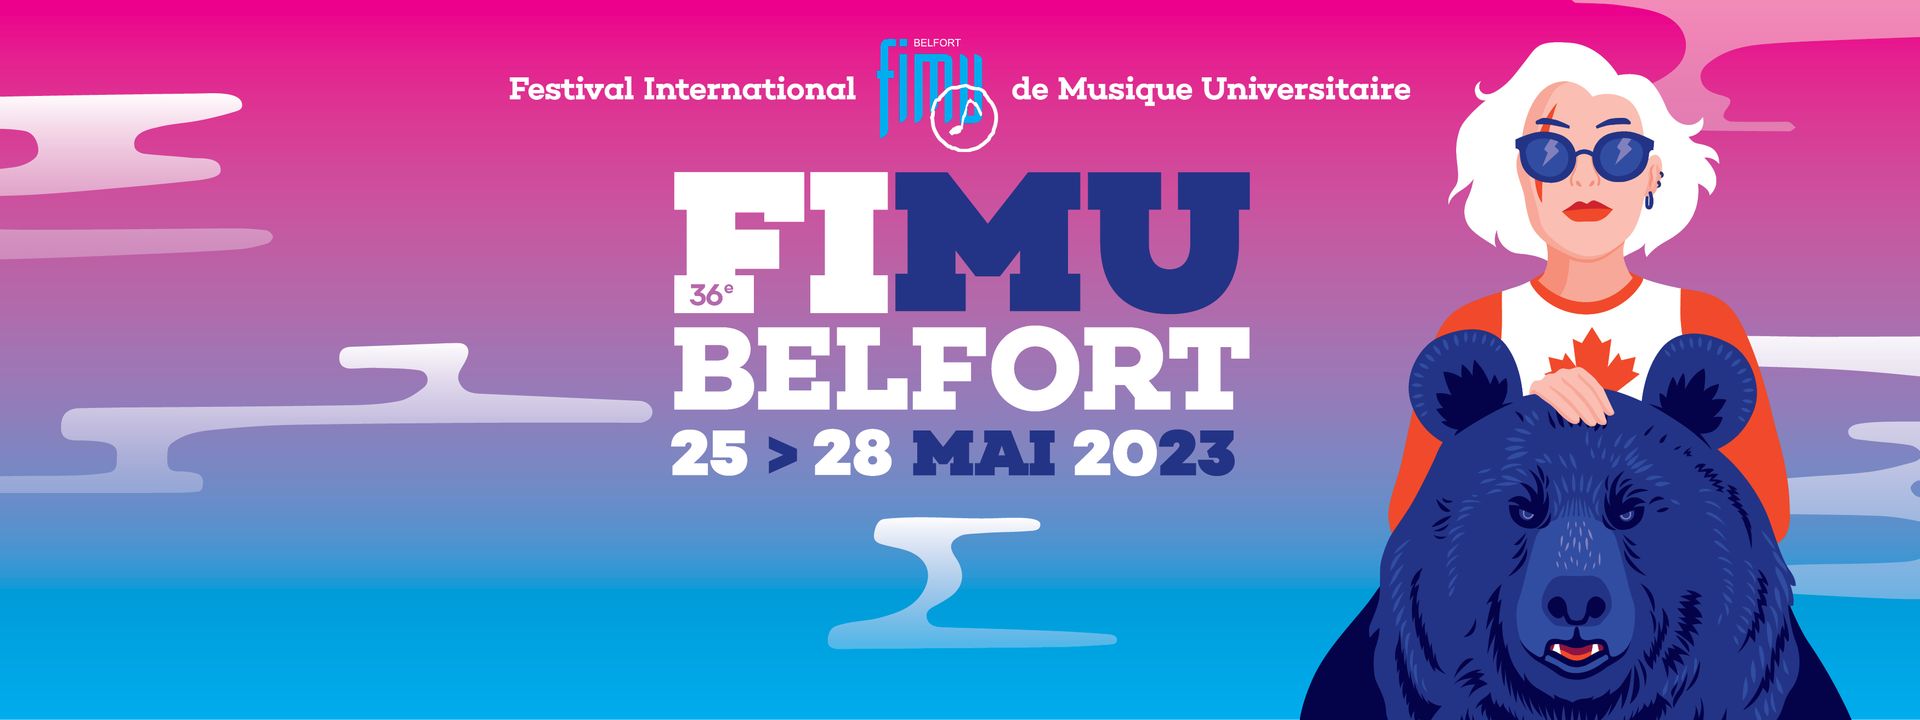 BELFORT
Festival International fimu de Musique Universitaire
FIMU
36e
BELFORT
25 > 28 MAI 2023